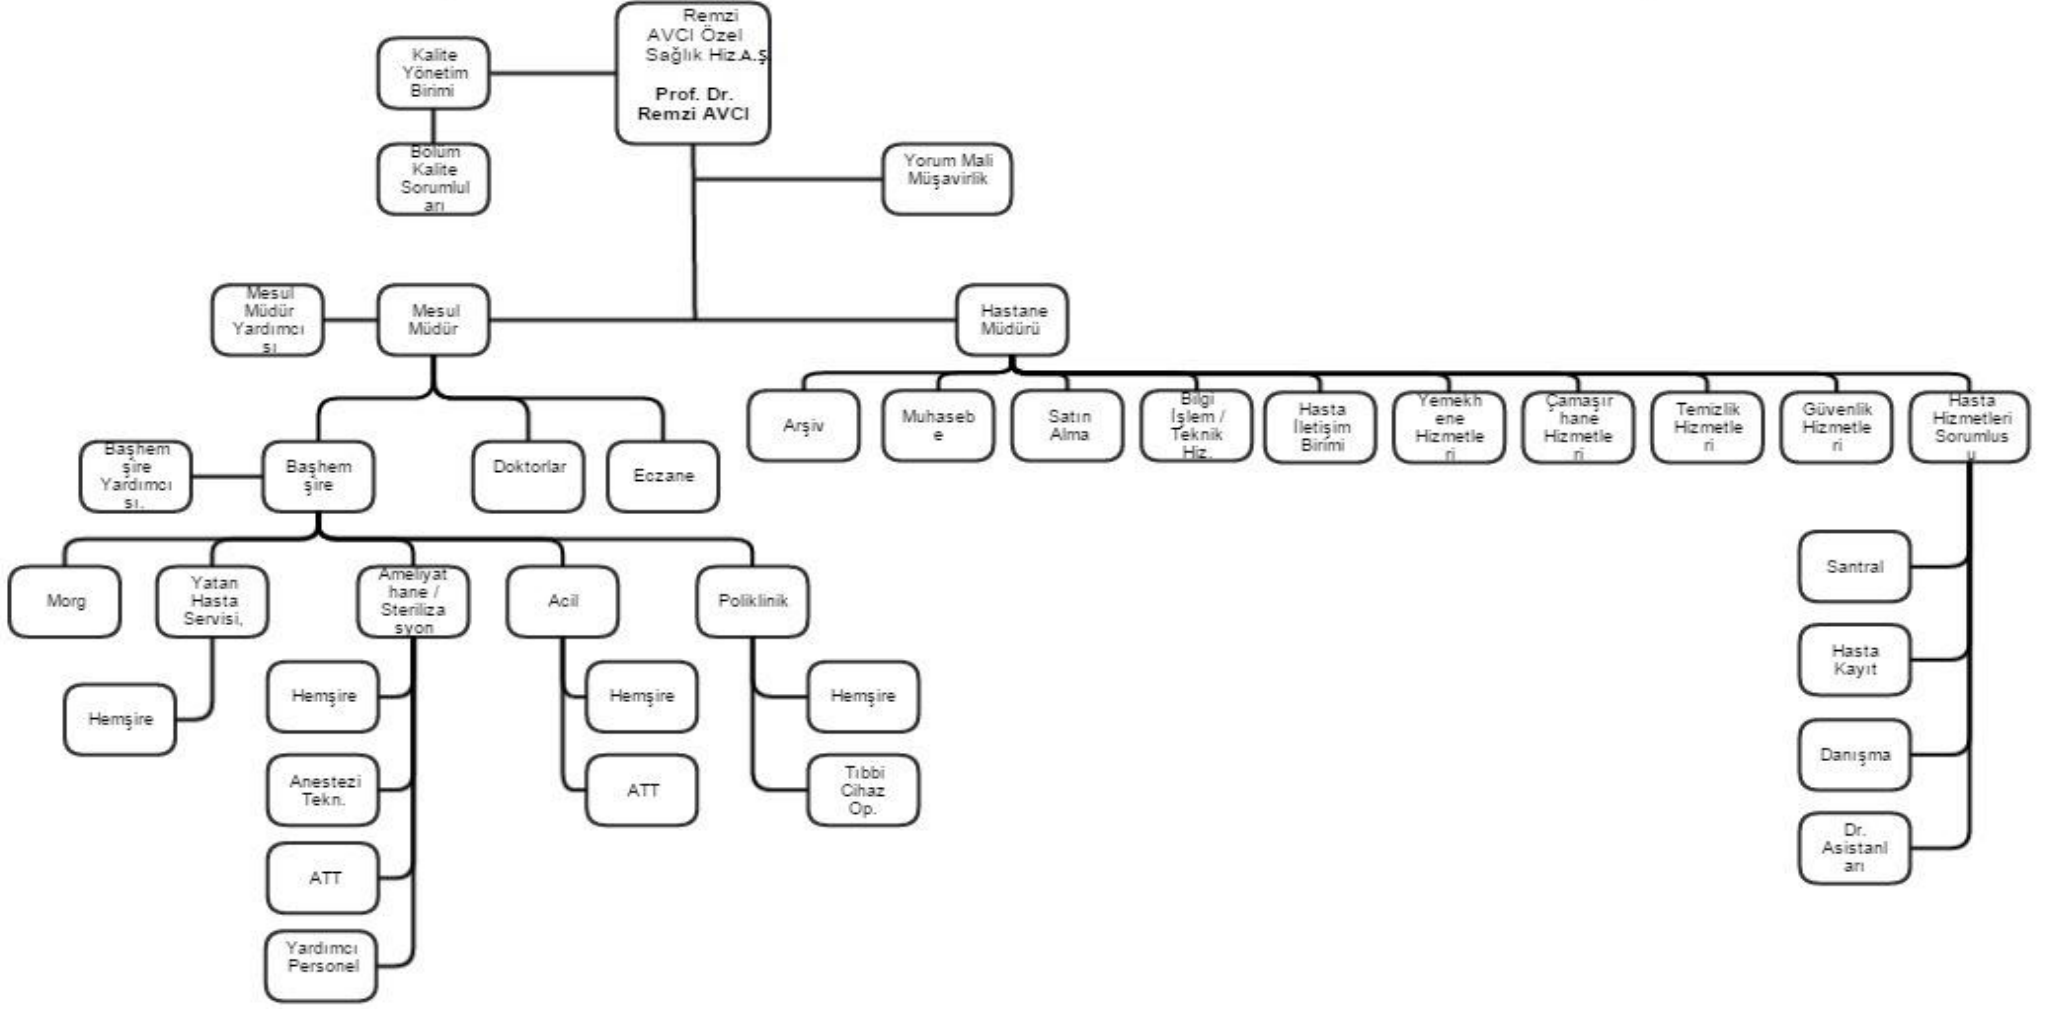 Remzi
AVCI Özel
Sağlık Hiz.A.Ş.
Prof. Dr.
Remzi AVCI
Kalite
Yönetim
Birimi
Bölüm
Kalite
Sorumlul
arı
Yorum Mali
Müşavirlik
Mesul
Müdür
Yardımcı
sı
Mesul
Müdür
Hastane
Müdürü
Arşiv
Muhaseb
e
Satın
Alma
Bilgi
İşlem /
Teknik
Hiz.
Hasta
İletişim
Birimi
Yemekh
ene
Hizmetle
ri
Çamaşır
hane
Hizmetle
ri
Temizlik
Hizmetle
ri
Güvenlik
Hizmetle
ri
Hasta
Hizmetleri
Sorumlus
u
Başhem
şire
Yardımcı
sı.
Başhem
şire
Doktorlar
Eczane
Morg
Yatan
Hasta
Servisi,
Ameliyat
hane /
Steriliza
syon
Acil
Poliklinik
Hemşire
Hemşire
Anestezi
Tekn.
ATT
Yardımcı
Personel
Hemşire
ATT
Hemşire
Tıbbi
Cihaz
Op.
Santral
Hasta
Kayıt
Danışma
Dr.
Asistanl
arı